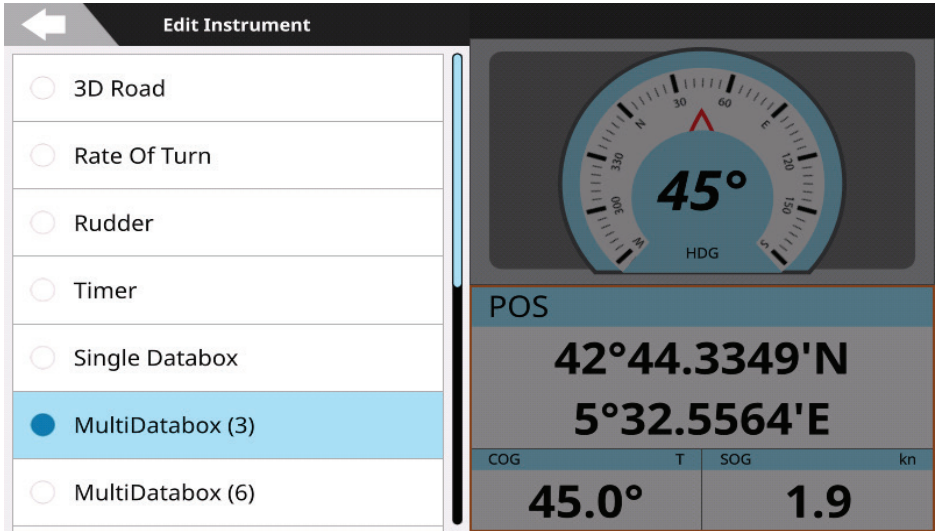 Edit Instrument
3D Road
Rate Of Turn
Rudder
Timer
Single Databox
MultiDatabox (3)
MultiDatabox (6)
W 300 330 N 30 60 E 120 150 S
45°
HDG
POS
42°44.3349'N
5°32.5564'E
COG T SOG kn
45.0° 1.9